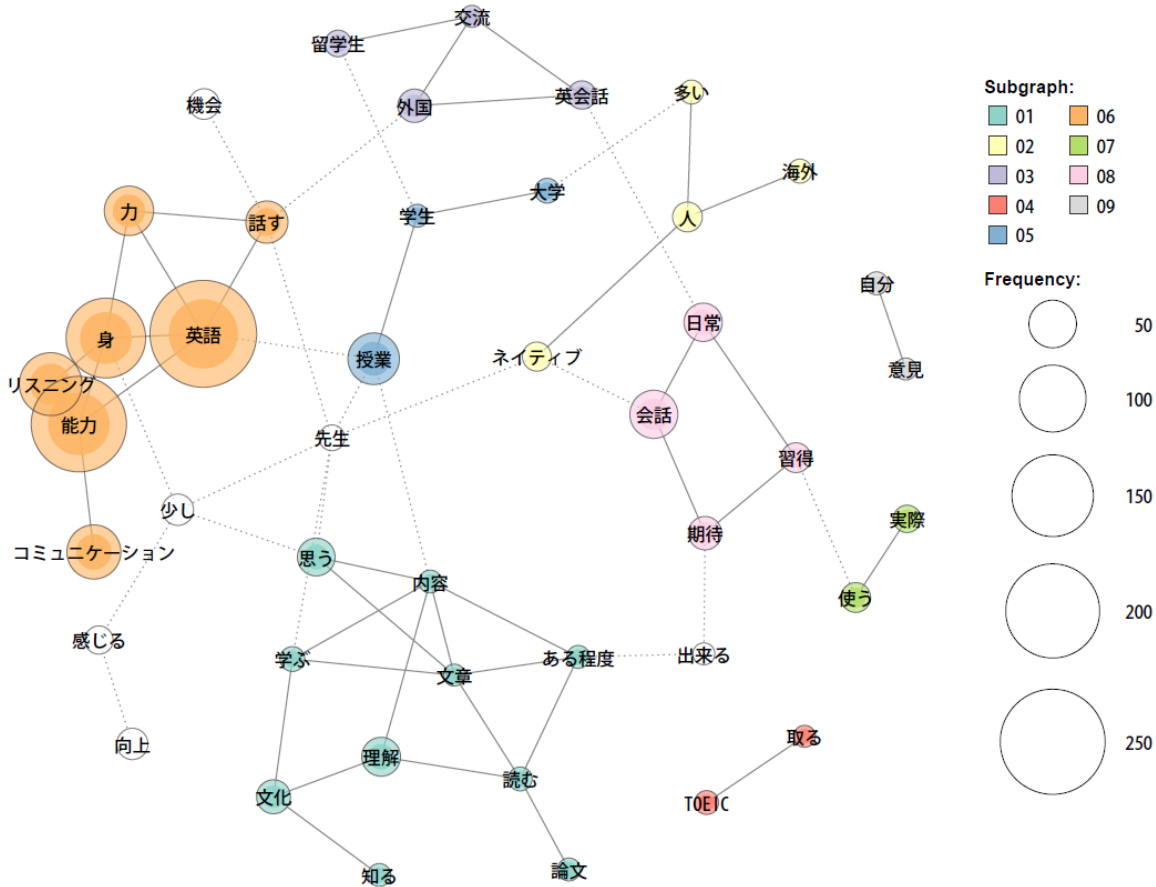 交流
留学生
外国
英会話
多い
機会
海外
大学
力
話す
学生
人
自分
日常
英語
身
授業
ネイティブ
意見
リスニング
会話
能力
先生
習得
少し
実際
期待
コミュニケーション
思う
内容
使う
感じる
学ぶ
文章
ある程度
出来る
向上
取る
理解
読む
文化
TOEIC
知る
論文
Subgraph:
01 06
02 07
03 08
04 09
05
Frequency:
50
100
150
200
250